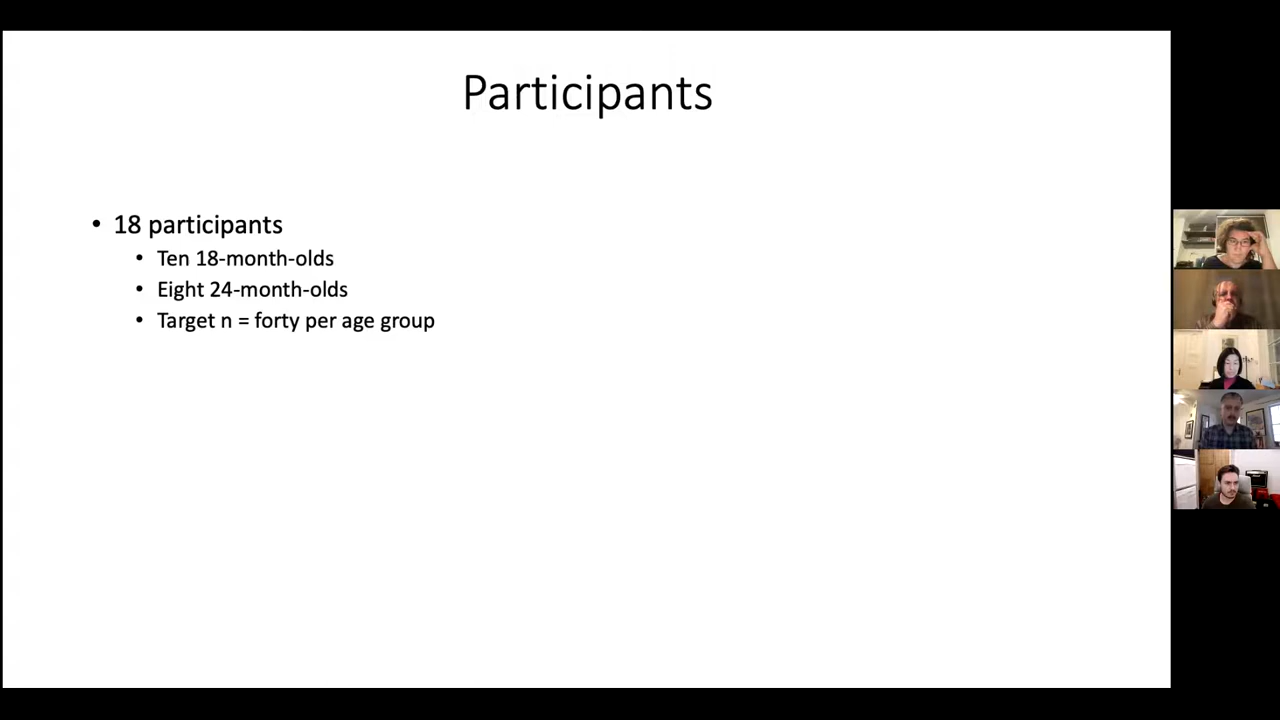 Participants
• 18 participants
• Ten 18-month-olds
• Eight 24-month-olds
• Target n = forty per age group